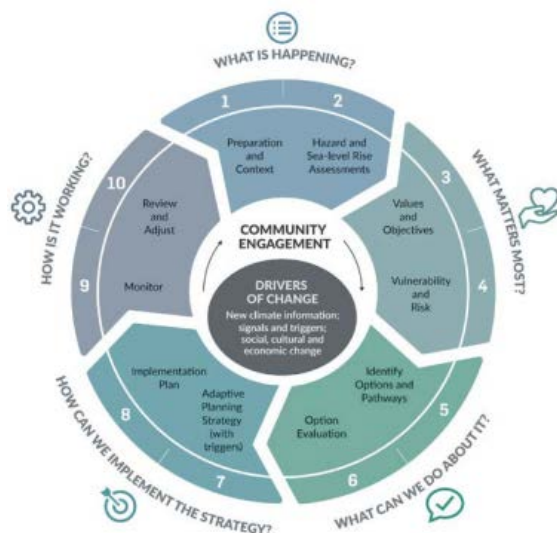 WHAT IS HAPPENING?
1
Preparation
and
Context
2
Hazard and
Sea-level Rise
Assessments
WHAT MATTERS MOST?
3
Values and
Objectives
4
Vulnerability
and
Risk
WHAT CAN WE DO ABOUT IT?
5
Identify
Options and
Pathways
6
Option
Evaluation
HOW CAN WE IMPLEMENT THE STRATEGY?
7
Adaptive
Planning
Strategy
(with
triggers)
8
Implementation
Plan
HOW IS IT WORKING?
9
Monitor
10
Review
and
Adjust
COMMUNITY
ENGAGEMENT
DRIVERS
OF CHANGE
New climate information;
signals and triggers;
social, cultural and
economic change